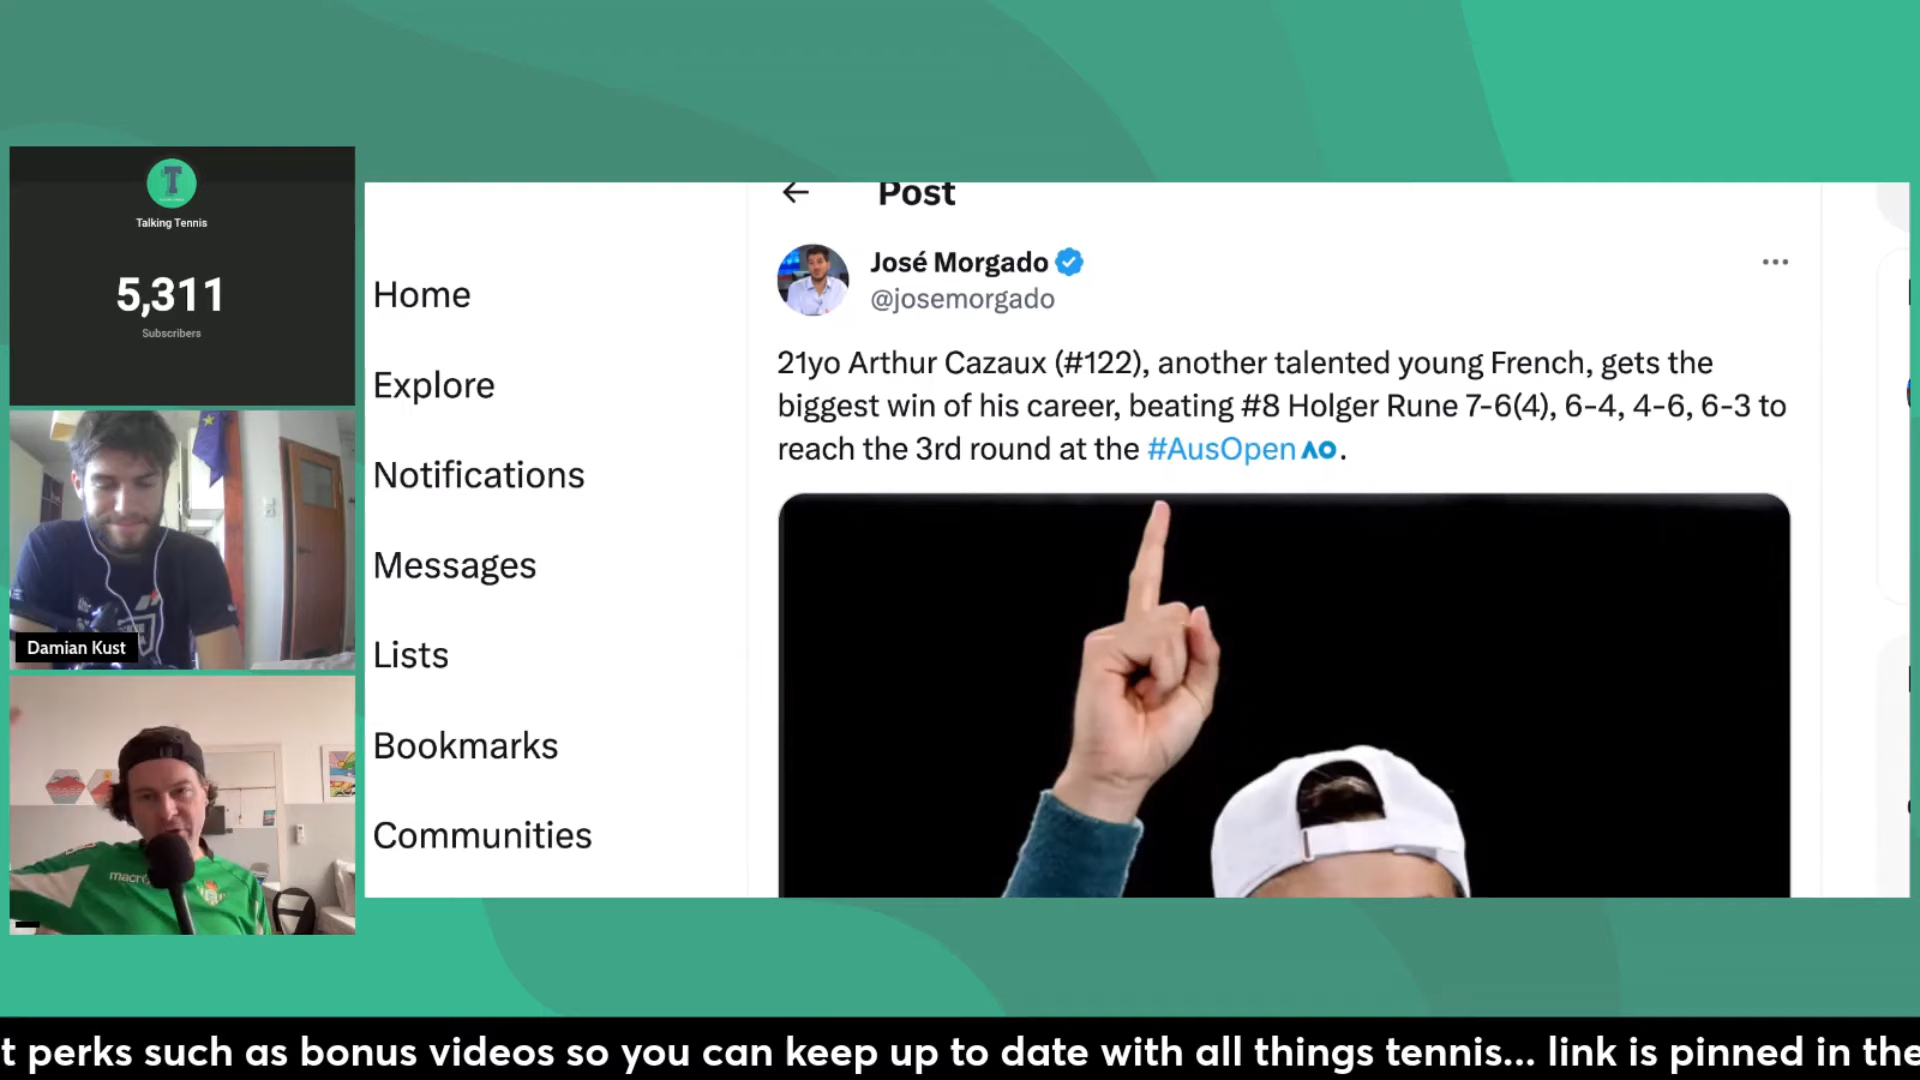 Talking Tennis
5,311
Subscribers
Damian Kust
macro
Home
Explore
Notifications
Messages
Lists
Bookmarks
Communities
Post
José Morgado
@josemorgado
21yo Arthur Cazaux (#122), another talented young French, gets the
biggest win of his career, beating #8 Holger Rune 7-6(4), 6-4, 4-6, 6-3 to
reach the 3rd round at the #AusOpen AO.
t perks such as bonus videos so you can keep up to date with all things tennis... link is pinned in the